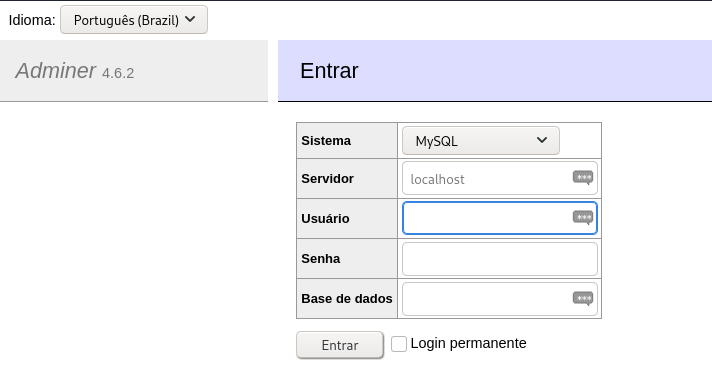 Idioma: Português (Brazil)
Adminer 4.6.2
Entrar
Sistema MySQL
Servidor localhost
Usuário
Senha
Base de dados
Entrar Login permanente